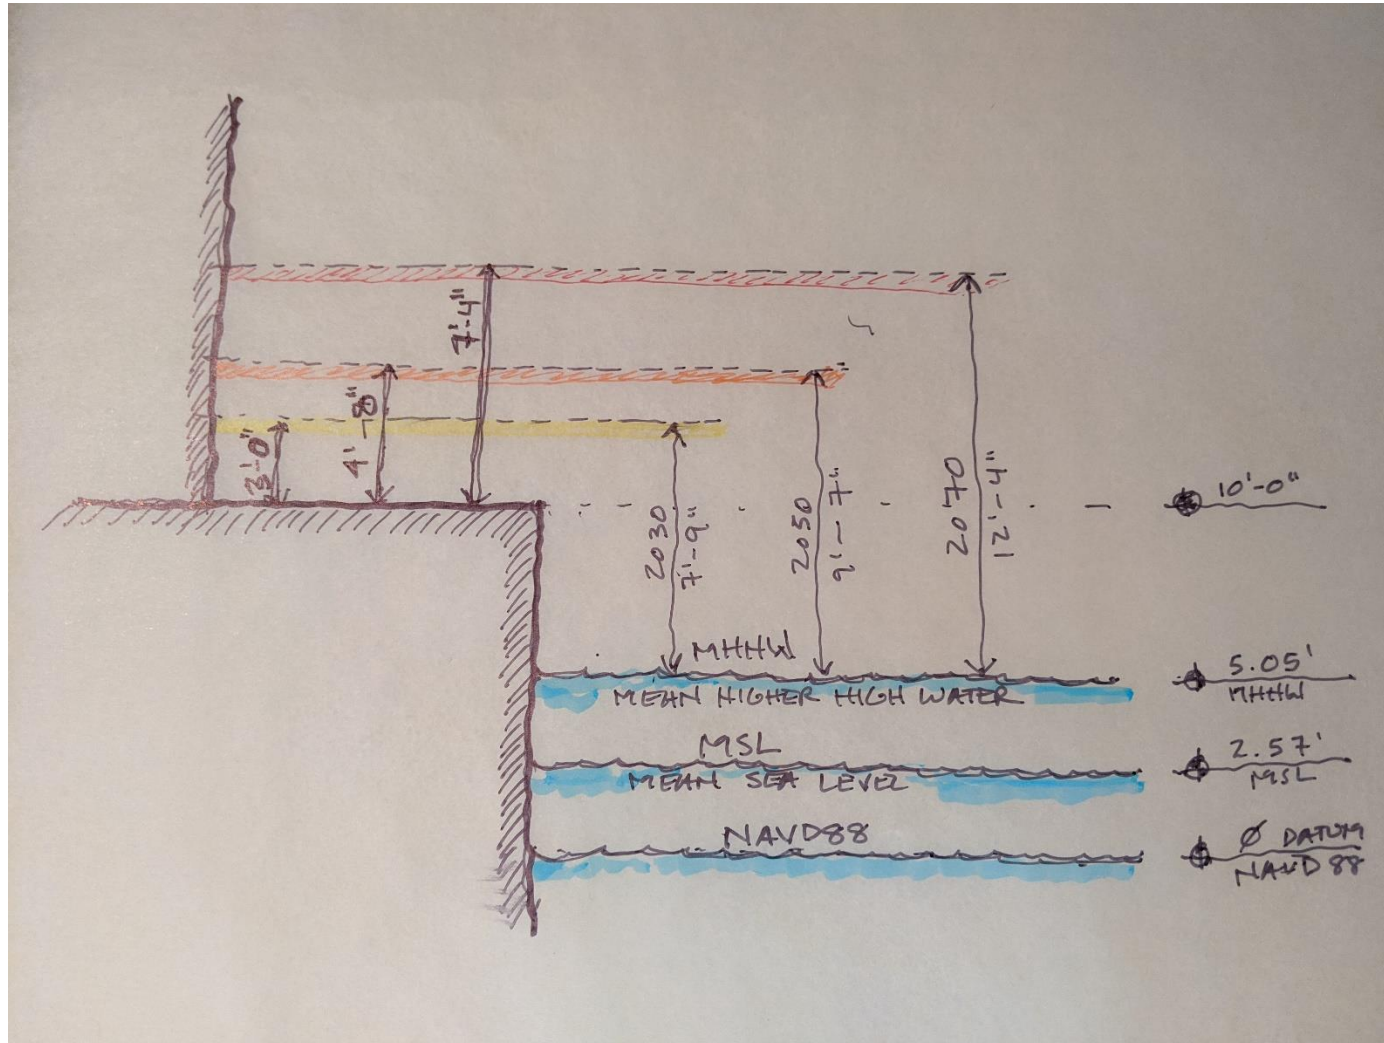 7'-4"
4'-8"
3'-0"
2030
7'-9"
2050
9'-7"
2070
12'-4"
10'-0"
MHHW
MEAN HIGHER HIGH WATER
5.05'
MHHW
MSL
MEAN SEA LEVEL
2.57'
MSL
NAVD88
Ø DATUM
NAVD 88